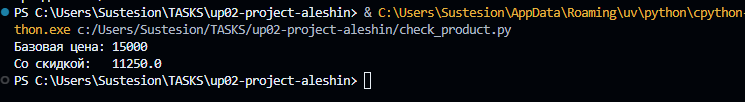 PS C:\Users\Sustesion\TASKS\up02-project-aleshin> & C:\Users\Sustesion\AppData\Roaming\uv\python\cpython
thon.exe c:/Users/Sustesion/TASKS/up02-project-aleshin/check_product.py
Базовая цена: 15000
Со скидкой:   11250.0
PS C:\Users\Sustesion\TASKS\up02-project-aleshin>